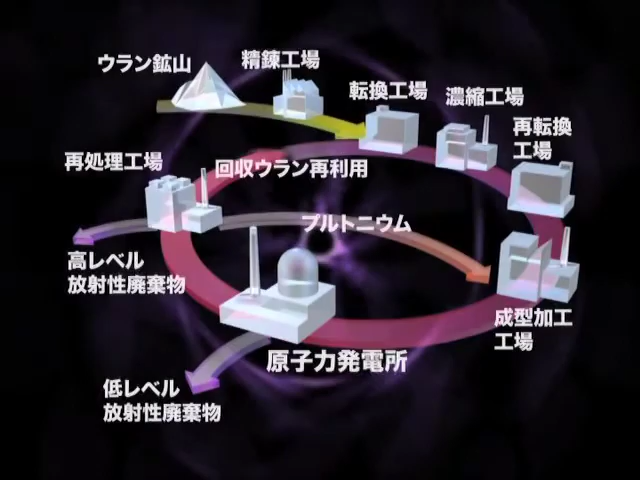 ウラン鉱山
精錬工場
転換工場
濃縮工場
再転換
工場
再処理工場
回収ウラン再利用
プルトニウム
高レベル
放射性廃棄物
成型加工
工場
原子力発電所
低レベル
放射性廃棄物